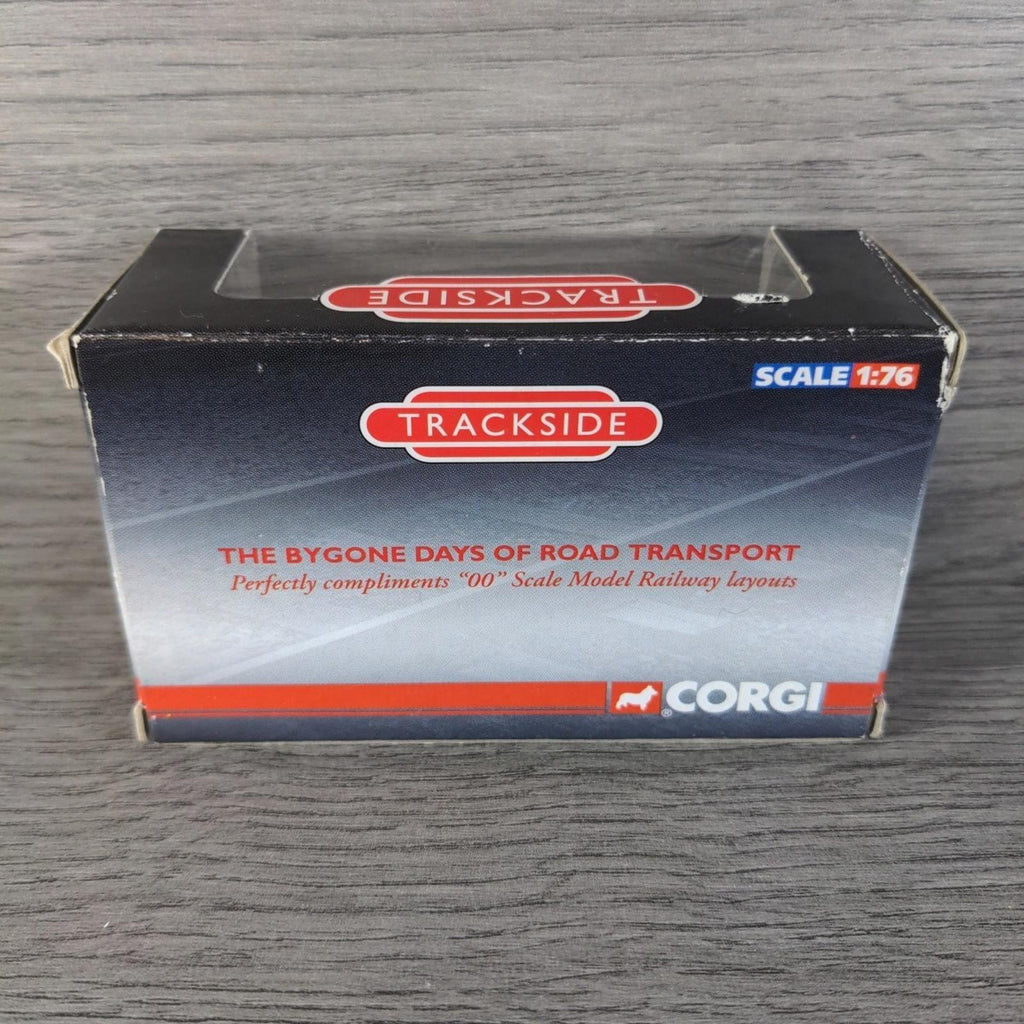 TRACKSIDE
SCALE 1:76
TRACKSIDE
THE BYGONE DAYS OF ROAD TRANSPORT
Perfectly compliments "00" Scale Model Railway layouts
® CORGI